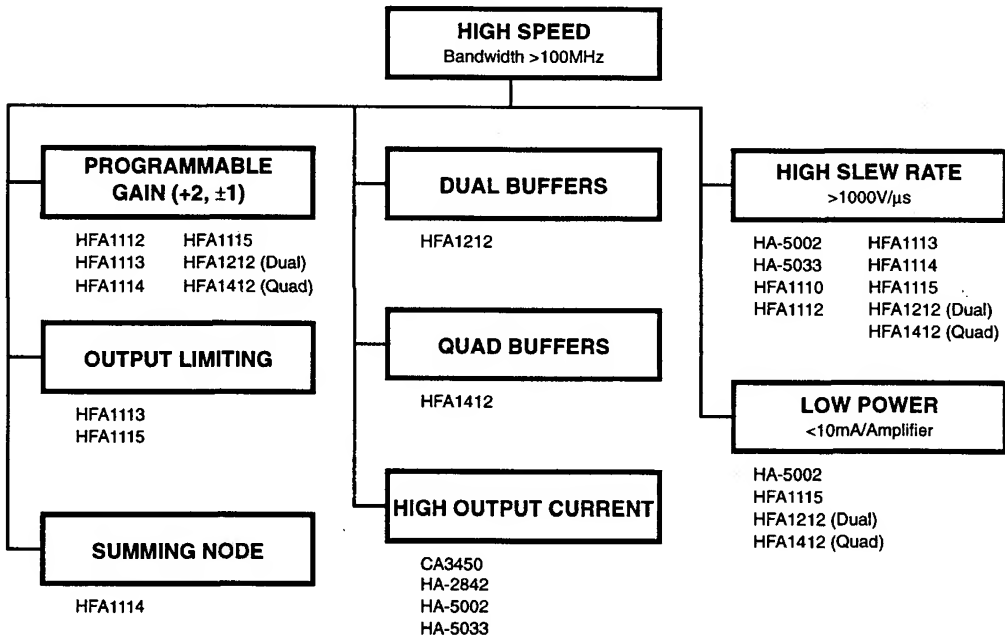 HIGH SPEED
Bandwidth >100MHz
PROGRAMMABLE
GAIN (+2, ±1)
HFA1112 HFA1115
HFA1113 HFA1212 (Dual)
HFA1114 HFA1412 (Quad)
OUTPUT LIMITING
HFA1113
HFA1115
SUMMING NODE
HFA1114
DUAL BUFFERS
HFA1212
QUAD BUFFERS
HFA1412
HIGH OUTPUT CURRENT
CA3450
HA-2842
HA-5002
HA-5033
HIGH SLEW RATE
>1000V/µs
HA-5002 HFA1113
HA-5033 HFA1114
HFA1110 HFA1115
HFA1112 HFA1212 (Dual)
HFA1412 (Quad)
LOW POWER
<10mA/Amplifier
HA-5002
HFA1115
HFA1212 (Dual)
HFA1412 (Quad)